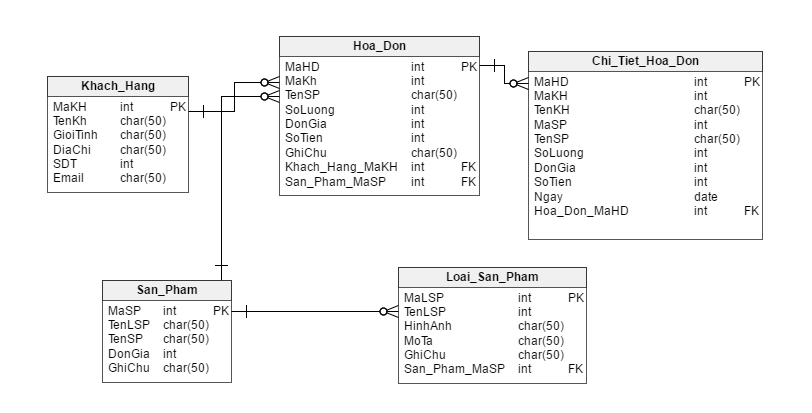 Khach_Hang
MaKH int PK
TenKh char(50)
GioiTinh char(50)
DiaChi char(50)
SDT int
Email char(50)
Hoa_Don
MaHD int PK
MaKh int
TenSP char(50)
SoLuong int
DonGia int
SoTien int
GhiChu char(50)
Khach_Hang_MaKH int FK
San_Pham_MaSP int FK
Chi_Tiet_Hoa_Don
MaHD int PK
MaKH int
TenKH char(50)
MaSP int
TenSP char(50)
SoLuong int
DonGia int
SoTien int
Ngay date
Hoa_Don_MaHD int FK
San_Pham
MaSP int PK
TenLSP char(50)
TenSP char(50)
DonGia int
GhiChu char(50)
Loai_San_Pham
MaLSP int PK
TenLSP int
HinhAnh char(50)
MoTa char(50)
GhiChu char(50)
San_Pham_MaSP int FK